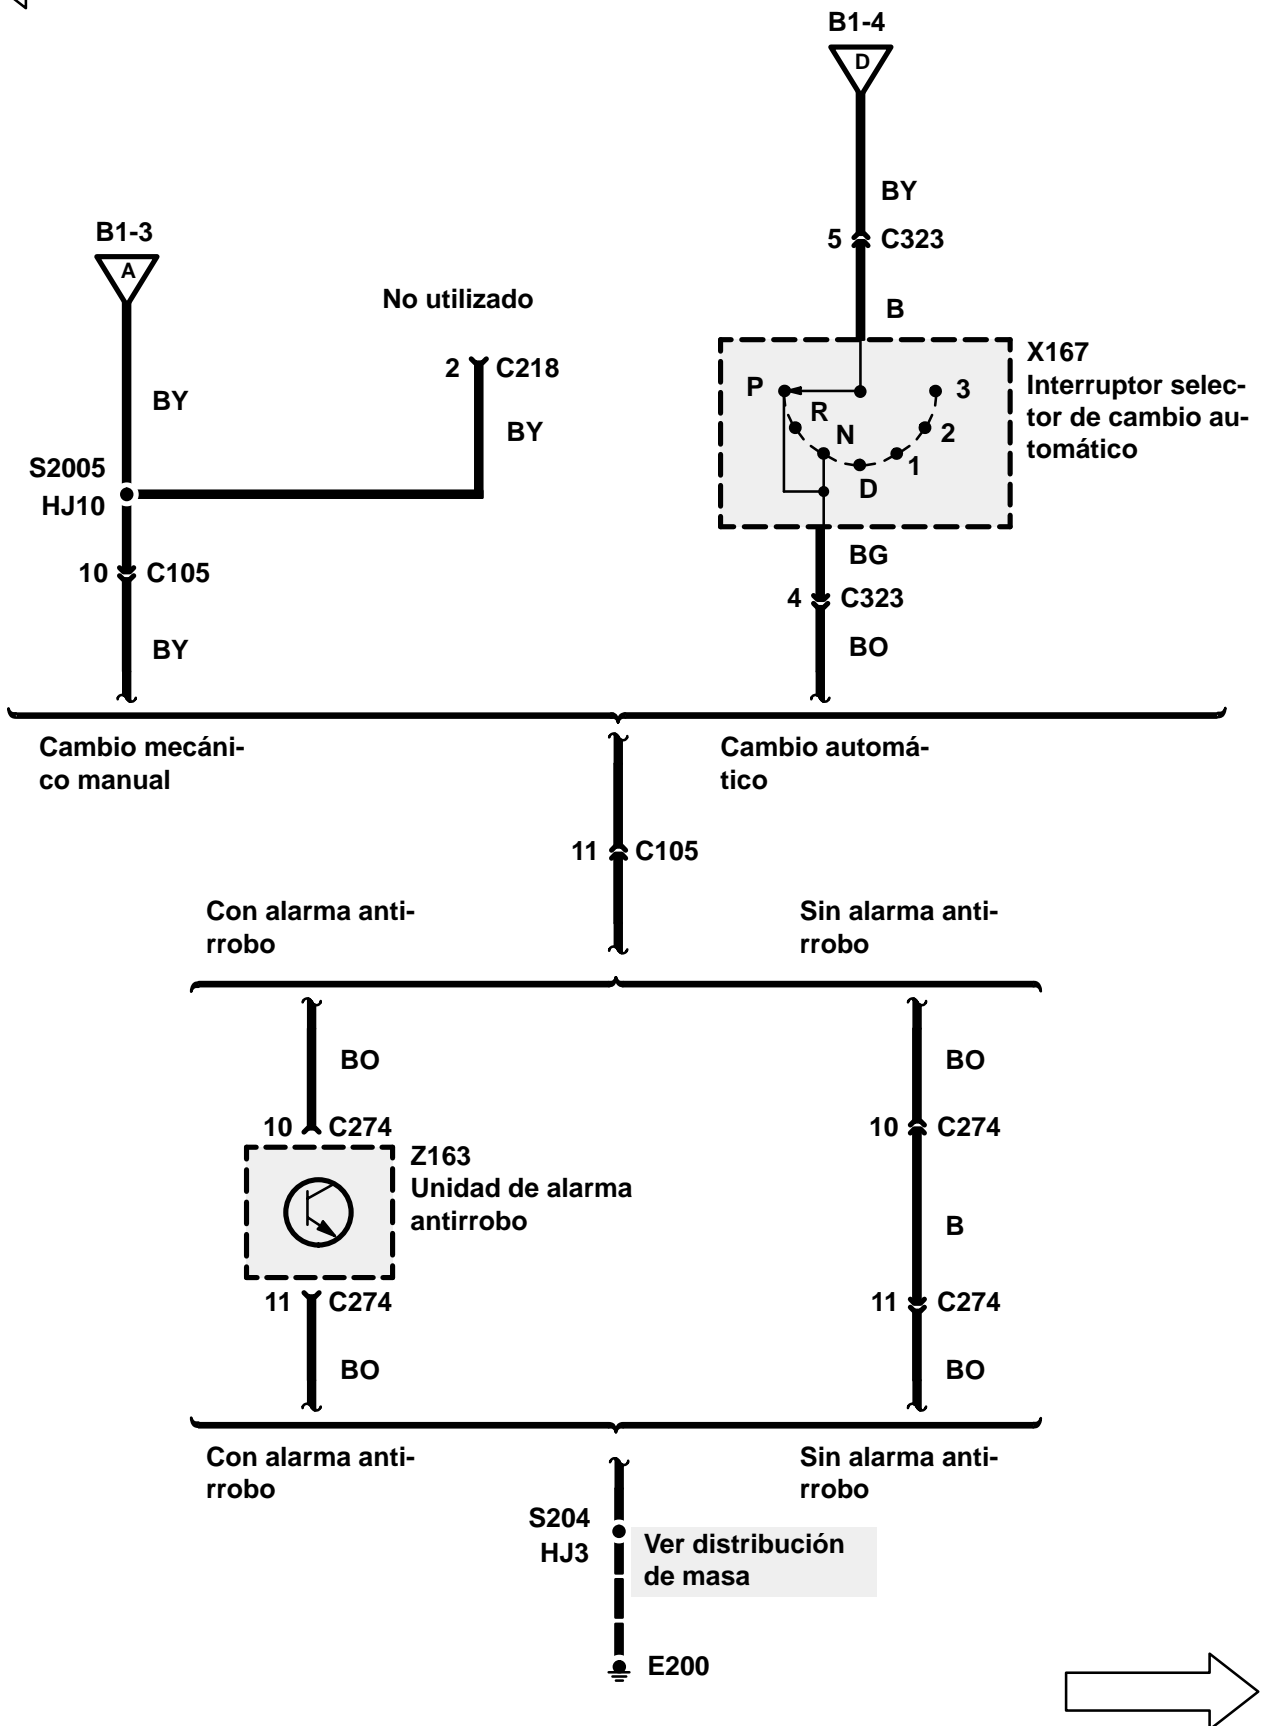 B1-4
D
BY
5 C323
B
B1-3
A
No utilizado
2 C218
BY
BY
S2005
HJ10
10 C105
BY
X167
Interruptor selec-
tor de cambio au-
tomático
P
R
N
D
1
2
3
BG
4 C323
BO
Cambio mecáni-
co manual
Cambio automá-
tico
11 C105
Con alarma anti-
rrobo
Sin alarma anti-
rrobo
BO
BO
10 C274
10 C274
Z163
Unidad de alarma
antirrobo
B
11 C274
11 C274
BO
BO
Con alarma anti-
rrobo
Sin alarma anti-
rrobo
S204
HJ3
Ver distribución
de masa
E200